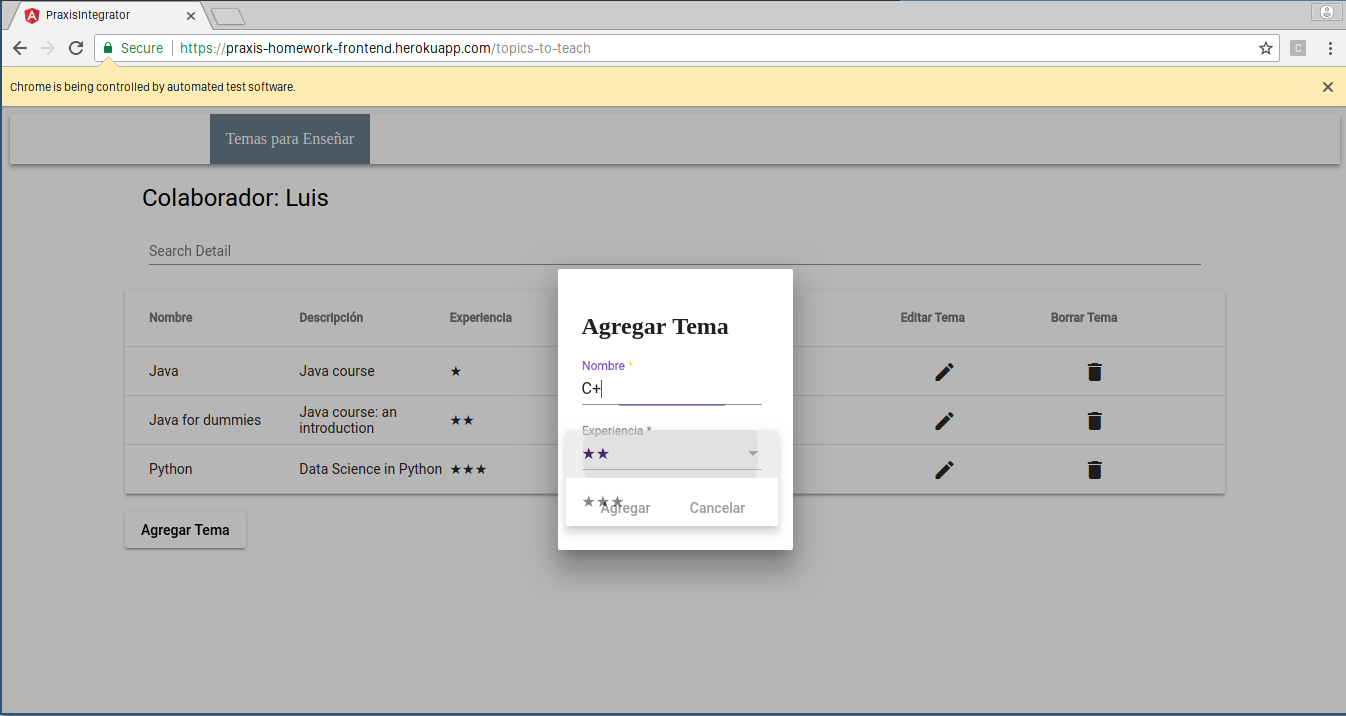 PraxisIntegrator
Secure https://praxis-homework-frontend.herokuapp.com/topics-to-teach
C
Chrome is being controlled by automated test software.
Temas para Enseñar
Colaborador: Luis
Search Detail
Nombre Descripción Experiencia Editar Tema Borrar Tema
Java Java course ★
Java for dummies Java course: an introduction ★★
Python Data Science in Python ★★★
Agregar Tema
Agregar Tema
Nombre *
C+
Experiencia *
★★
★★★
Agregar Cancelar